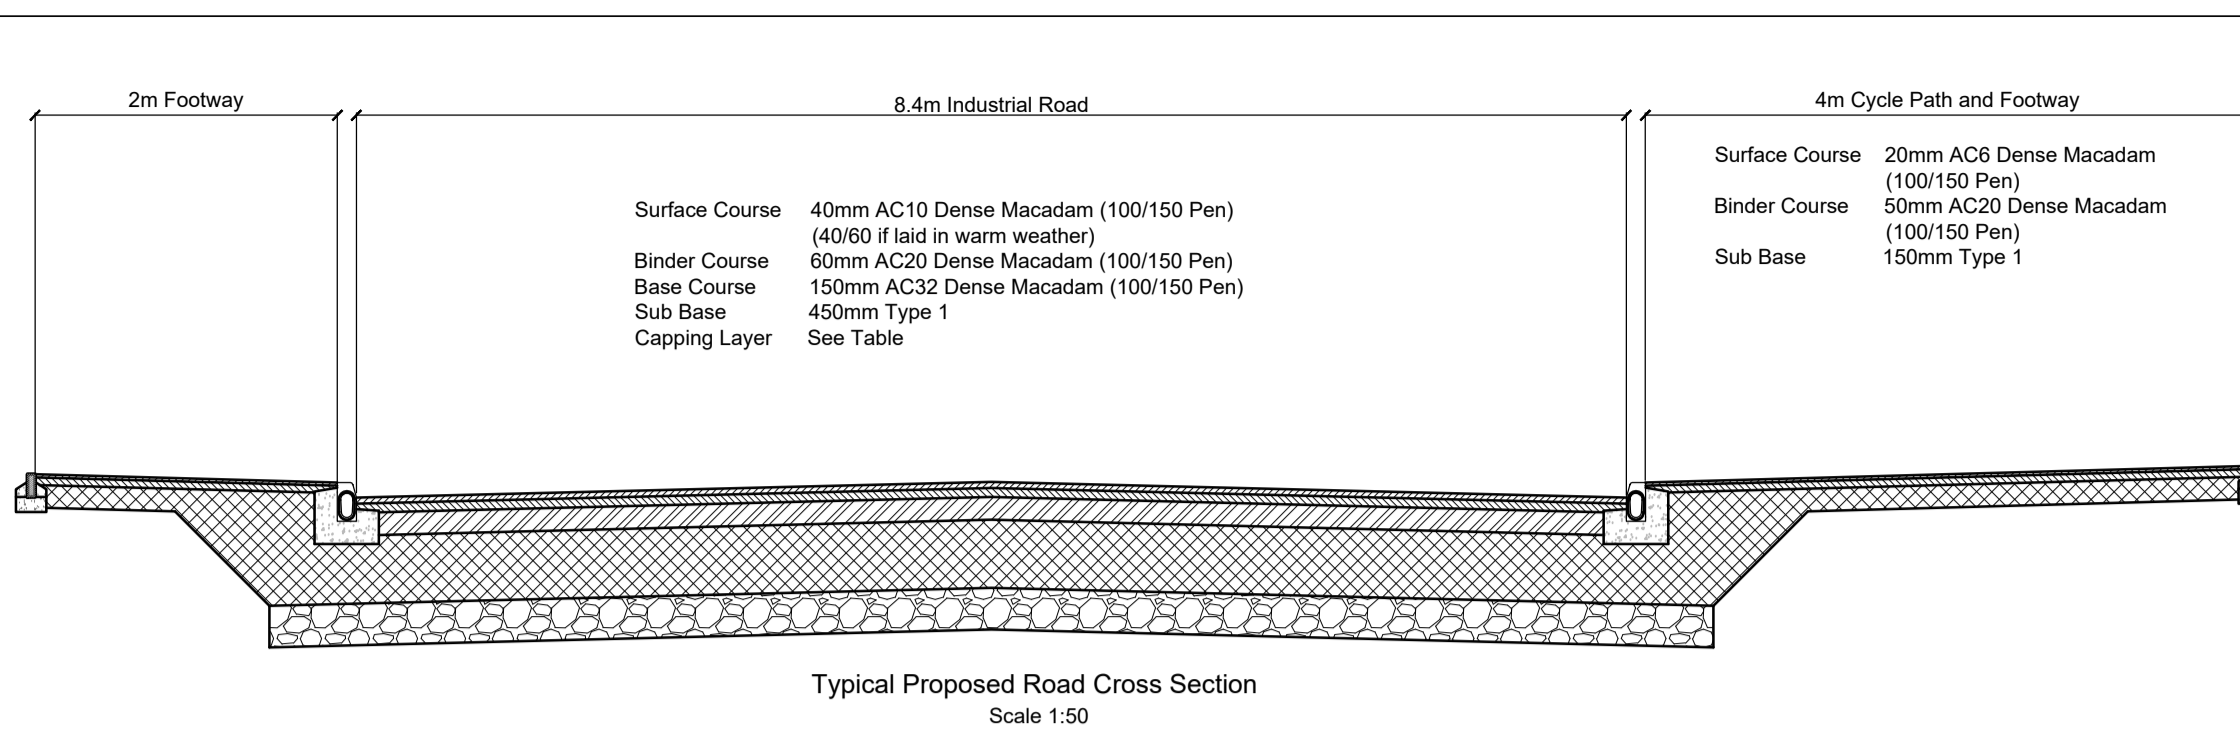 2m Footway
8.4m Industrial Road
4m Cycle Path and Footway
Surface Course 40mm AC10 Dense Macadam (100/150 Pen)
(40/60 if laid in warm weather)
Binder Course 60mm AC20 Dense Macadam (100/150 Pen)
Base Course 150mm AC32 Dense Macadam (100/150 Pen)
Sub Base 450mm Type 1
Capping Layer See Table
Surface Course 20mm AC6 Dense Macadam
(100/150 Pen)
Binder Course 50mm AC20 Dense Macadam
(100/150 Pen)
Sub Base 150mm Type 1
Typical Proposed Road Cross Section
Scale 1:50